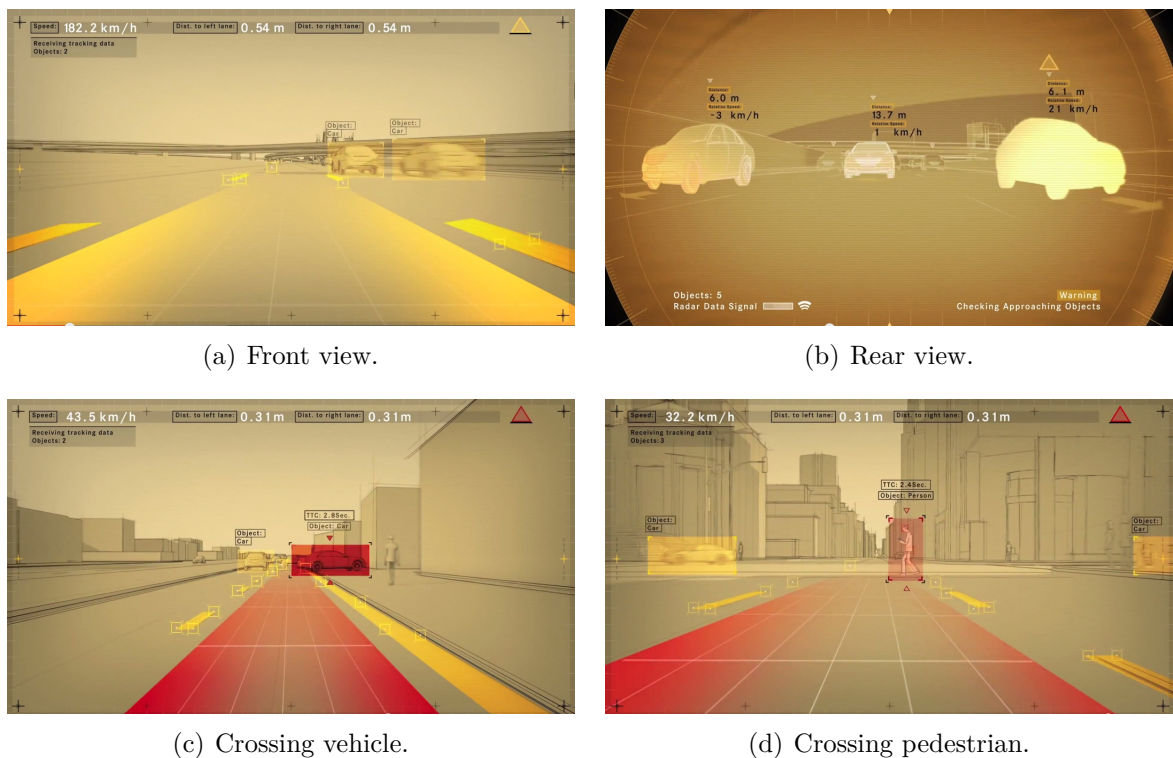 Speed: 182.2 km/h Dist. to left lane: 0.54 m Dist. to right lane: 0.54 m
Receiving tracking data
Objects: 2
Object: Car
Object: Car
(a) Front view.
Distance: 6.0 m
Relative Speed: -3 km/h
Distance: 13.7 m
Relative Speed: 1 km/h
Distance: 6.1 m
Relative Speed: 21 km/h
Objects: 5
Radar Data Signal
Warning
Checking Approaching Objects
(b) Rear view.
Speed: 43.5 km/h Dist. to left lane: 0.31m Dist. to right lane: 0.31m
Receiving tracking data
Objects: 2
Object: Car
TTC: 2.8Sec.
Object: Car
(c) Crossing vehicle.
Speed: 32.2 km/h Dist. to left lane: 0.31m Dist. to right lane: 0.31m
Receiving tracking data
Objects:3
Object: Car
TTC: 2.4Sec.
Object: Person
Object: Car
(d) Crossing pedestrian.